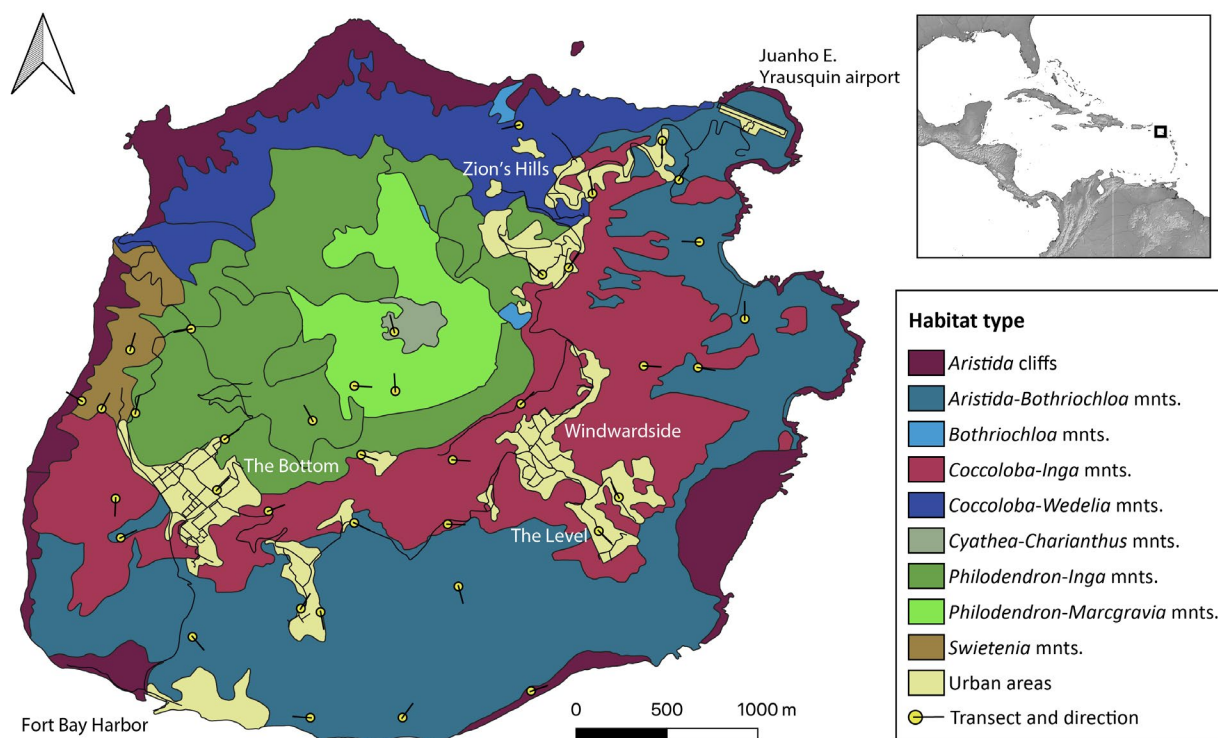 Juanho E.
Yrausquin airport
Zion's Hills
Windwardside
The Bottom
The Level
Fort Bay Harbor
0 500 1000 m
Habitat type
Aristida cliffs
Aristida-Bothriochloa mnts.
Bothriochloa mnts.
Coccoloba-Inga mnts.
Coccoloba-Wedelia mnts.
Cyathea-Charianthus mnts.
Philodendron-Inga mnts.
Philodendron-Marcgravia mnts.
Swietenia mnts.
Urban areas
Transect and direction